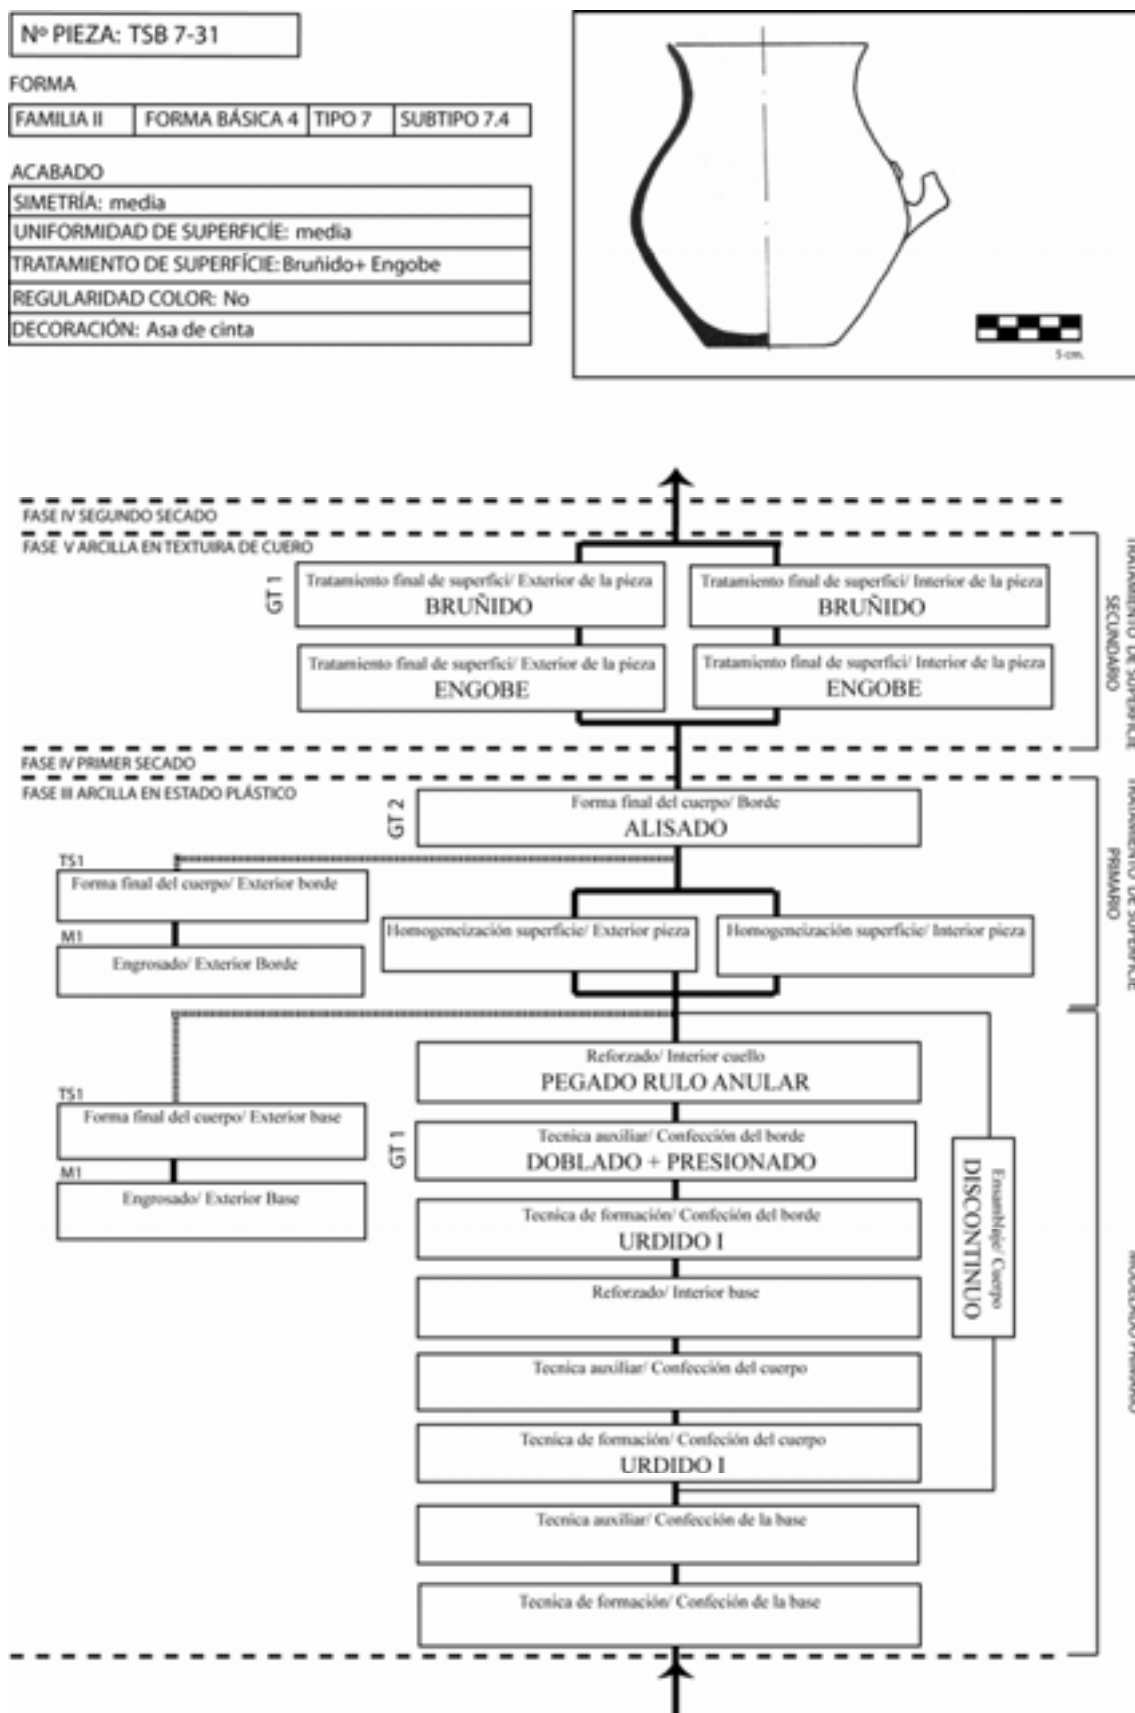 Nº PIEZA: TSB 7-31
FORMA
FAMILIA II FORMA BÁSICA 4 TIPO 7 SUBTIPO 7.4
ACABADO
SIMETRÍA: media
UNIFORMIDAD DE SUPERFICÍE: media
TRATAMIENTO DE SUPERFÍCIE: Bruñido+ Engobe
REGULARIDAD COLOR: No
DECORACIÓN: Asa de cinta
5 cm.
FASE IV SEGUNDO SECADO
FASE V ARCILLA EN TEXTUIRA DE CUERO
GT 1
Tratamiento final de superfici/ Exterior de la pieza
BRUÑIDO
Tratamiento final de superfici/ Interior de la pieza
BRUÑIDO
Tratamiento final de superfici/ Exterior de la pieza
ENGOBE
Tratamiento final de superfici/ Interior de la pieza
ENGOBE
TRATAMIENTO DE SUPERFICIE
SECUNDARIO
FASE IV PRIMER SECADO
FASE III ARCILLA EN ESTADO PLÁSTICO
GT 2
Forma final del cuerpo/ Borde
ALISADO
TS1
Forma final del cuerpo/ Exterior borde
M1
Engrosado/ Exterior Borde
Homogeneización superficie/ Exterior pieza
Homogeneización superficie/ Interior pieza
TRATAMIENTO DE SUPERFICIE
PRIMARIO
Reforzado/ Interior cuello
PEGADO RULO ANULAR
TS1
Forma final del cuerpo/ Exterior base
M1
Engrosado/ Exterior Base
GT 1
Tecnica auxiliar/ Confección del borde
DOBLADO + PRESIONADO
Tecnica de formación/ Confeción del borde
URDIDO I
Reforzado/ Interior base
Tecnica auxiliar/ Confección del cuerpo
Tecnica de formación/ Confeción del cuerpo
URDIDO I
Ensamblaje/ Cuerpo
DISCONTINUO
MODELADO PRIMARIO
Tecnica auxiliar/ Confección de la base
Tecnica de formación/ Confeción de la base